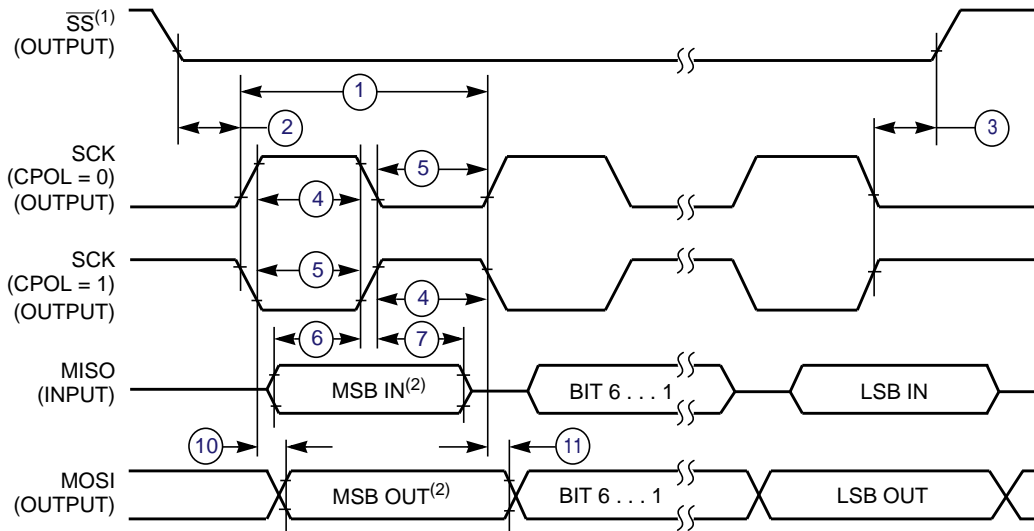 SS(1)
(OUTPUT)
1
2
3
SCK
(CPOL = 0)
(OUTPUT)
5
4
SCK
(CPOL = 1)
(OUTPUT)
5
4
6
7
MISO
(INPUT)
MSB IN(2)
BIT 6 . . . 1
LSB IN
10
11
MOSI
(OUTPUT)
MSB OUT(2)
BIT 6 . . . 1
LSB OUT